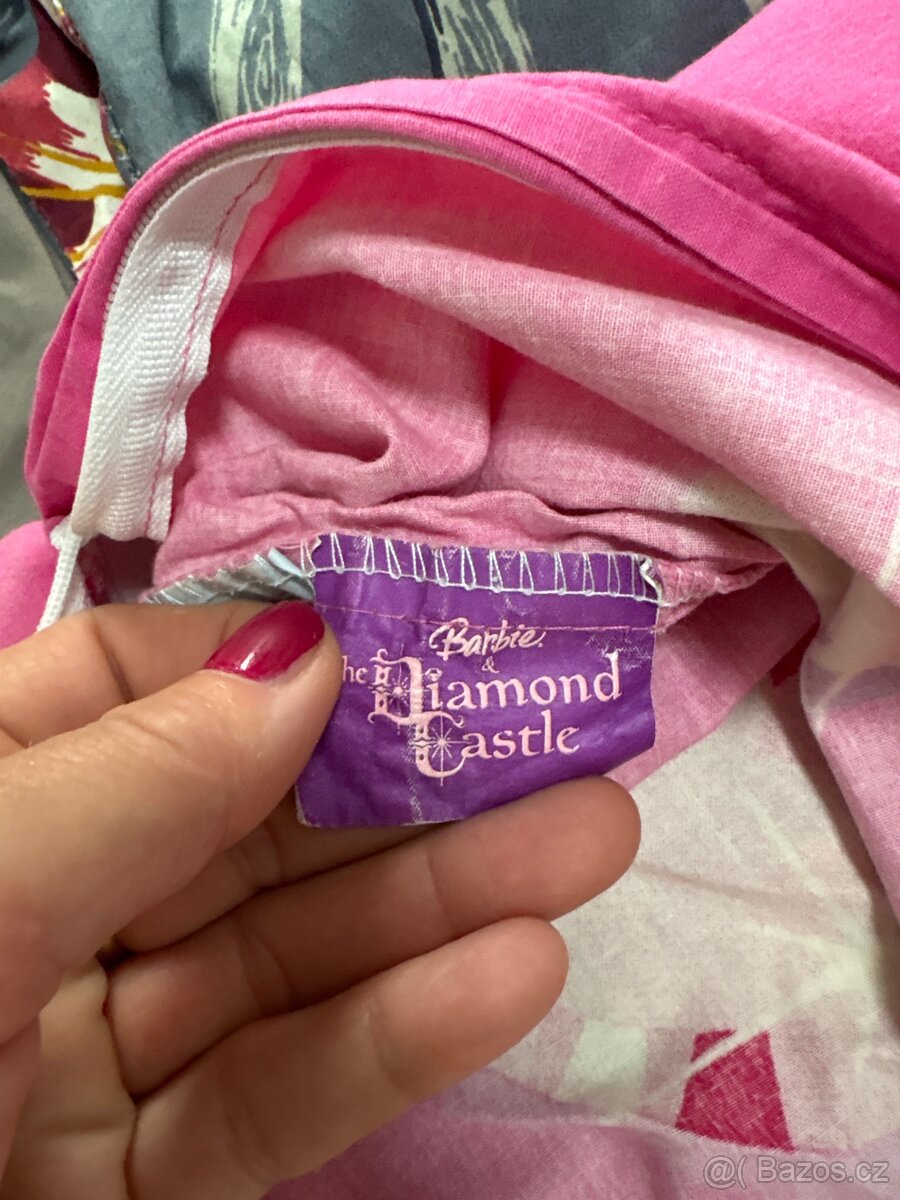 Barbie
&
the Diamond
Castle
@( Bazos.cz